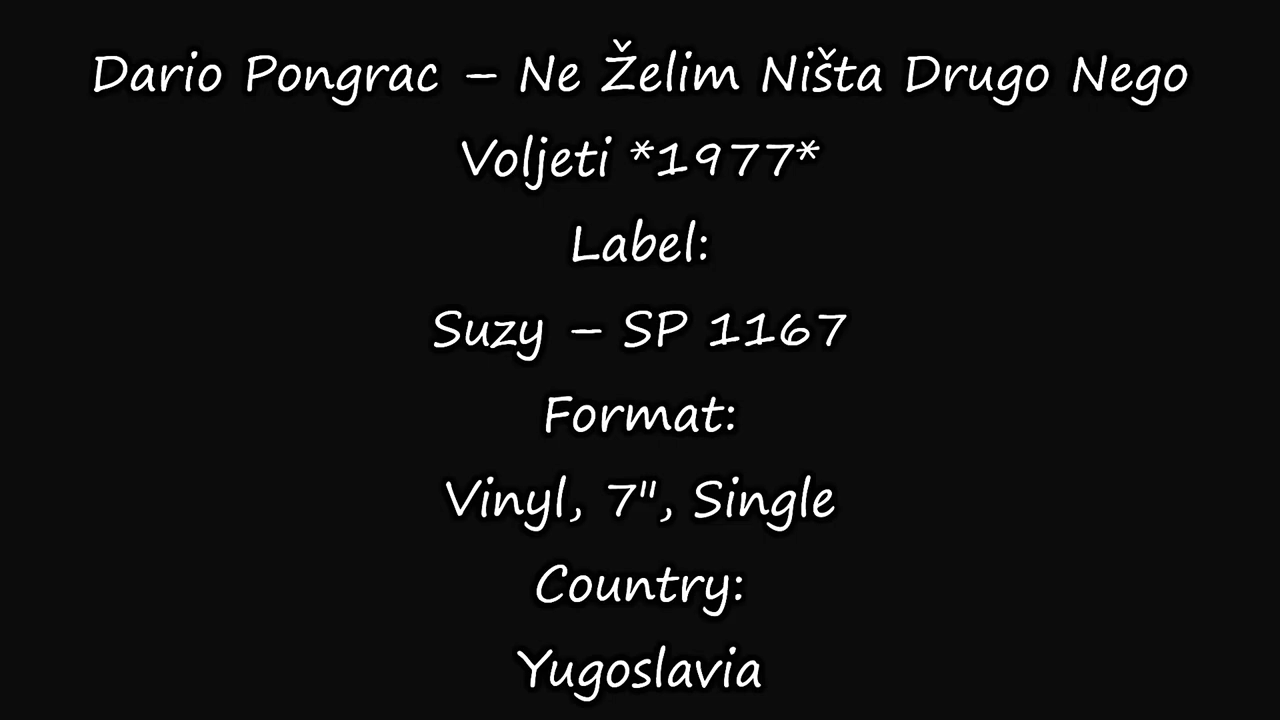 Dario Pongrac – Ne Želim Ništa Drugo Nego
Voljeti *1977*
Label:
Suzy – SP 1167
Format:
Vinyl, 7", Single
Country:
Yugoslavia